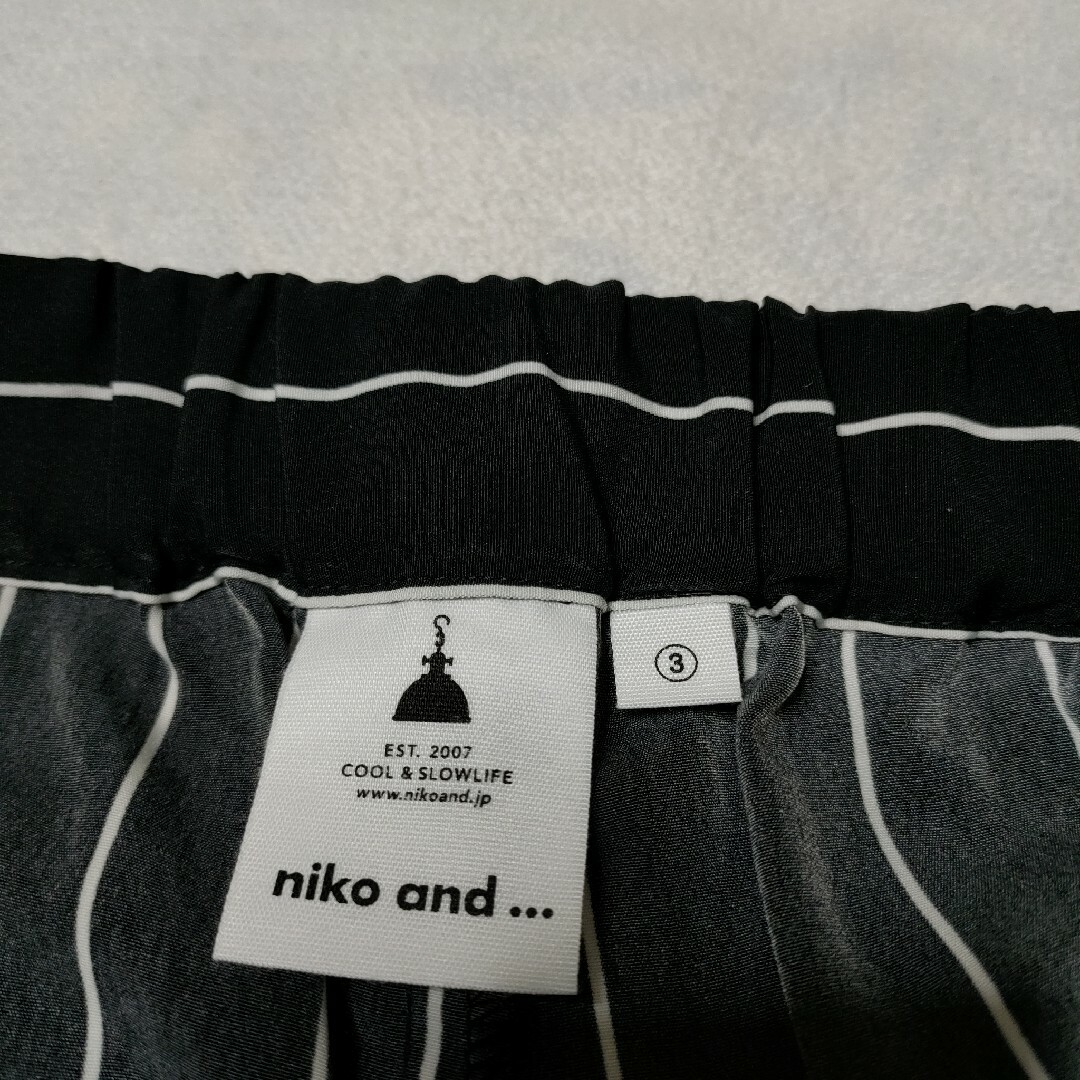 EST. 2007
COOL & SLOWLIFE
www.nikoand.jp
niko and ...
③